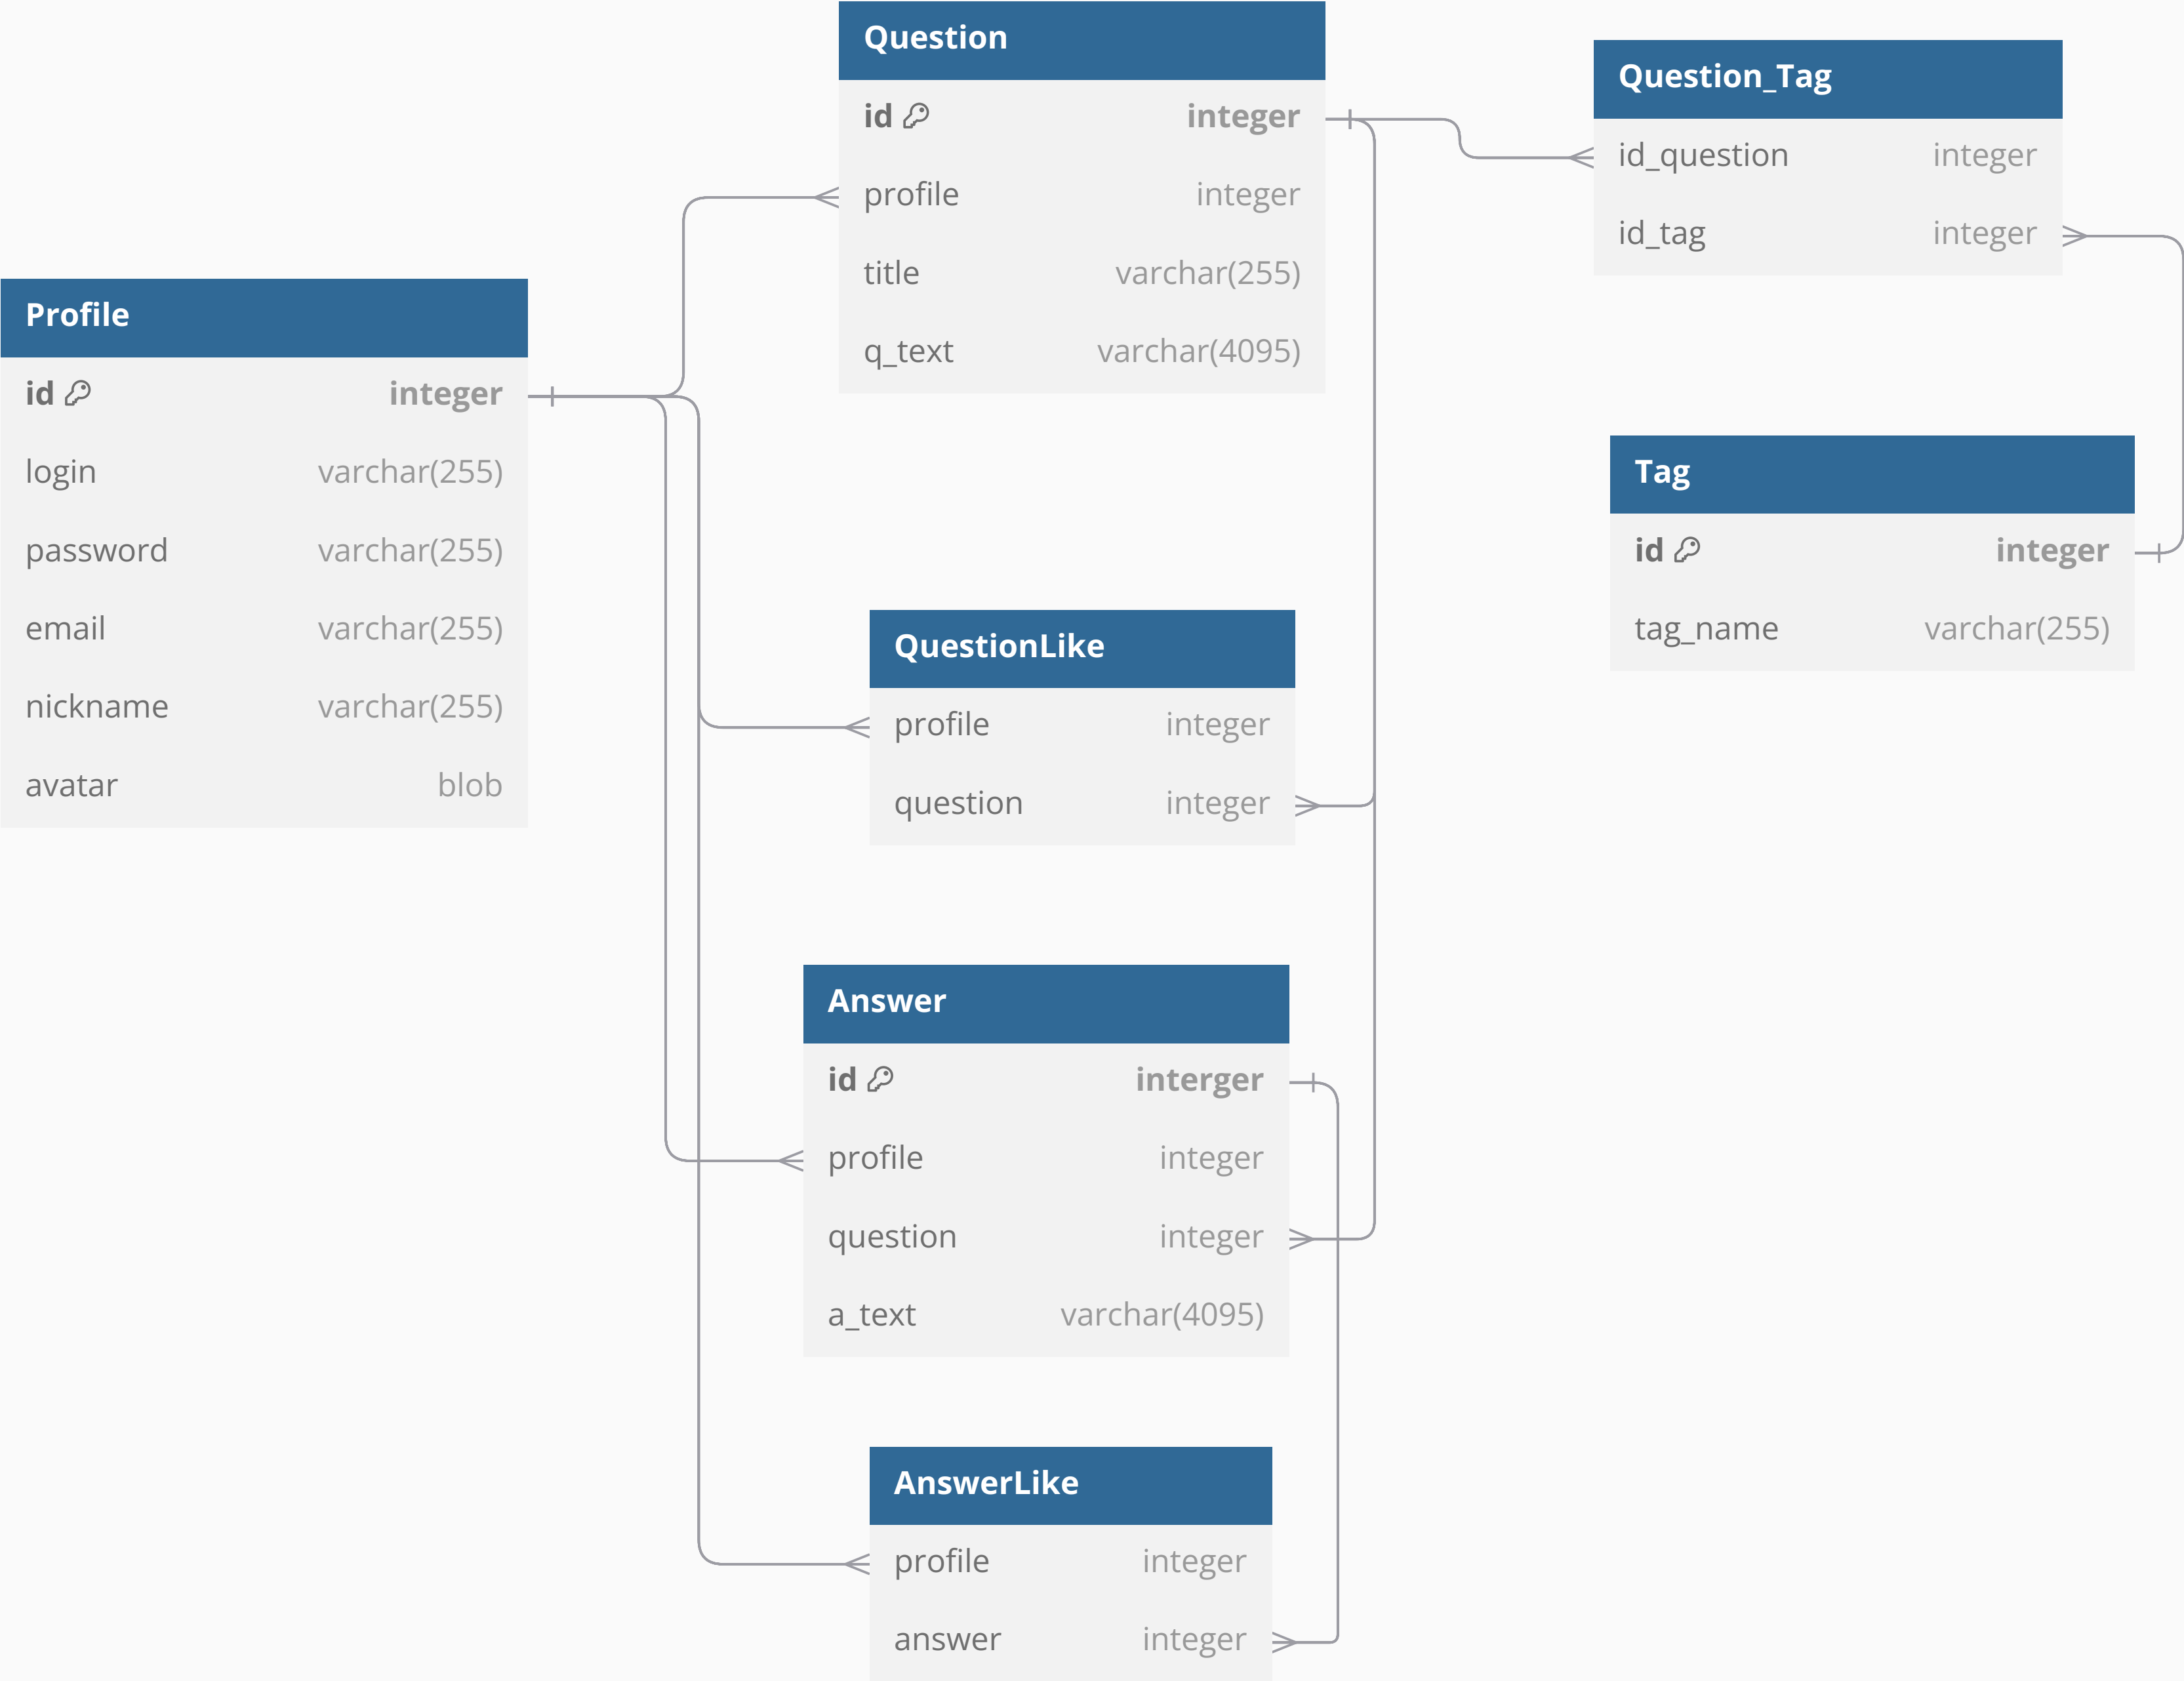 Profile
id integer
login varchar(255)
password varchar(255)
email varchar(255)
nickname varchar(255)
avatar blob
Question
id integer
profile integer
title varchar(255)
q_text varchar(4095)
QuestionLike
profile integer
question integer
Answer
id interger
profile integer
question integer
a_text varchar(4095)
AnswerLike
profile integer
answer integer
Question_Tag
id_question integer
id_tag integer
Tag
id integer
tag_name varchar(255)